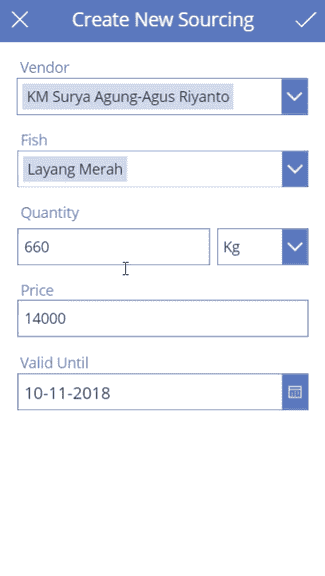 Create New Sourcing
Vendor
KM Surya Agung-Agus Riyanto
Fish
Layang Merah
Quantity
660
Kg
Price
14000
Valid Until
10-11-2018